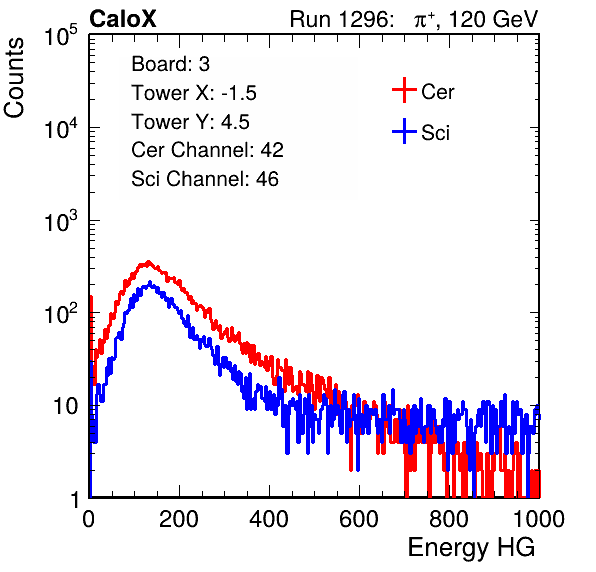 CaloX Run 1296: π⁺, 120 GeV
Counts
Board: 3
Tower X: -1.5
Tower Y: 4.5
Cer Channel: 42
Sci Channel: 46
Cer
Sci
10⁵
10⁴
10³
10²
10
1
0 200 400 600 800 1000
Energy HG